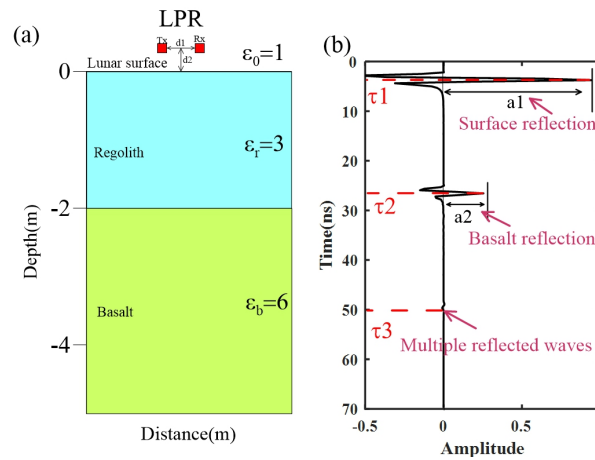 (a)
LPR
Tx
Rx
d1
d2
Lunar surface
ε0=1
0
Regolith
εr=3
-2
Depth(m)
Basalt
εb=6
-4
Distance(m)
(b)
0
τ1
a1
10
Surface reflection
20
τ2
a2
30
Basalt reflection
Time(ns)
40
50
τ3
Multiple reflected waves
60
70
-0.5
0
0.5
Amplitude